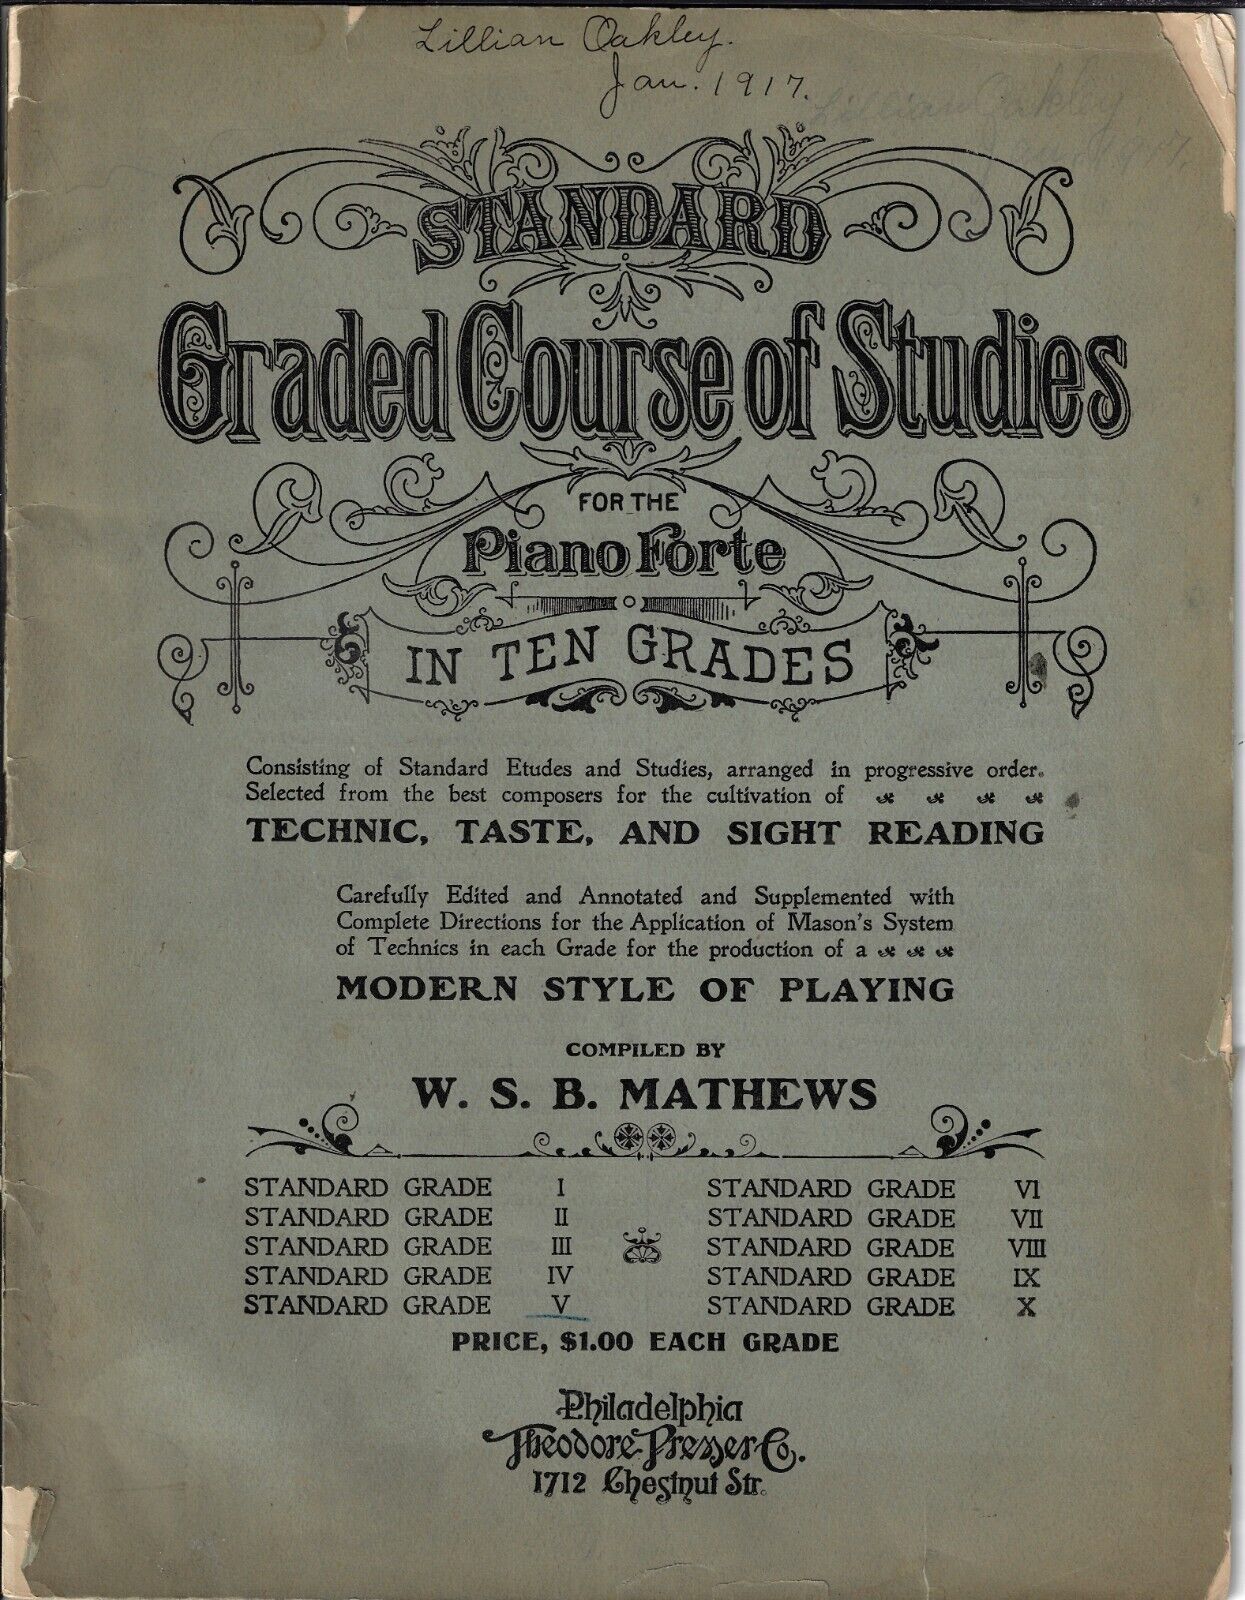 Lillian Oakley.
Jan. 1917.
Lillian Oakley
STANDARD
Graded Course of Studies
FOR THE
Piano Forte
IN TEN GRADES
Consisting of Standard Etudes and Studies, arranged in progressive order.
Selected from the best composers for the cultivation of
TECHNIC, TASTE, AND SIGHT READING
Carefully Edited and Annotated and Supplemented with
Complete Directions for the Application of Mason's System
of Technics in each Grade for the production of a
MODERN STYLE OF PLAYING
COMPILED BY
W. S. B. MATHEWS
STANDARD GRADE I
STANDARD GRADE II
STANDARD GRADE III
STANDARD GRADE IV
STANDARD GRADE V
STANDARD GRADE VI
STANDARD GRADE VII
STANDARD GRADE VIII
STANDARD GRADE IX
STANDARD GRADE X
PRICE, $1.00 EACH GRADE
Philadelphia
Theodore Presser Co.
1712 Chestnut Str.